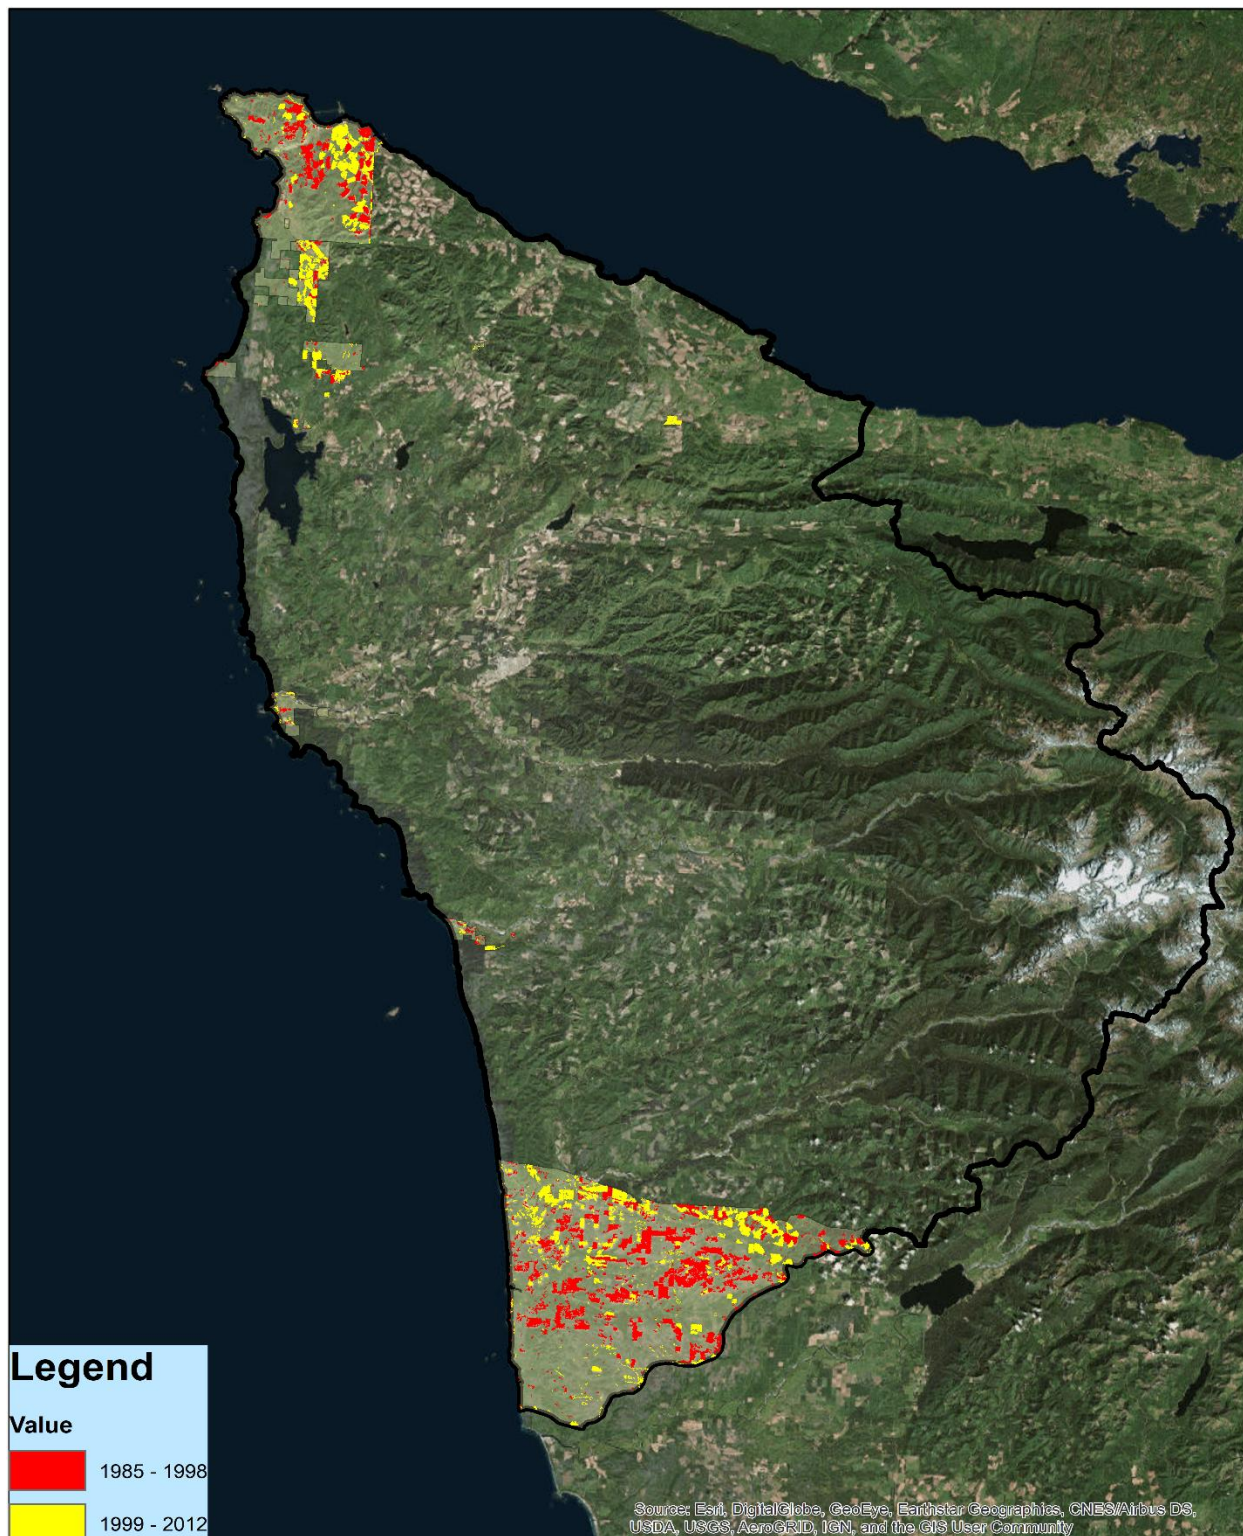 Legend
Value
1985 - 1998
1999 - 2012
Source: Esri, DigitalGlobe, GeoEye, Earthstar Geographics, CNES/Airbus DS,
USDA, USGS, AeroGRID, IGN, and the GIS User Community